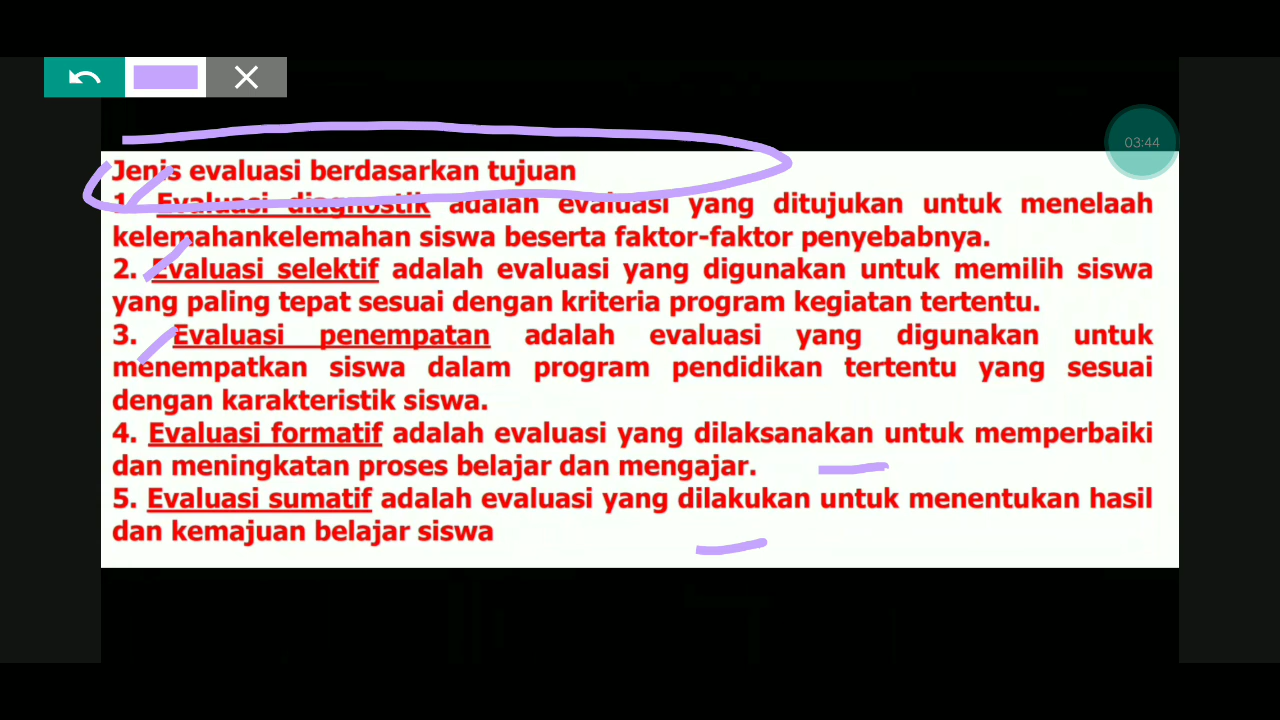 03:44
Jenis evaluasi berdasarkan tujuan
1. Evaluasi diagnostik adalah evaluasi yang ditujukan untuk menelaah
kelemahankelemahan siswa beserta faktor-faktor penyebabnya.
2. Evaluasi selektif adalah evaluasi yang digunakan untuk memilih siswa
yang paling tepat sesuai dengan kriteria program kegiatan tertentu.
3. Evaluasi penempatan adalah evaluasi yang digunakan untuk
menempatkan siswa dalam program pendidikan tertentu yang sesuai
dengan karakteristik siswa.
4. Evaluasi formatif adalah evaluasi yang dilaksanakan untuk memperbaiki
dan meningkatan proses belajar dan mengajar.
5. Evaluasi sumatif adalah evaluasi yang dilakukan untuk menentukan hasil
dan kemajuan belajar siswa